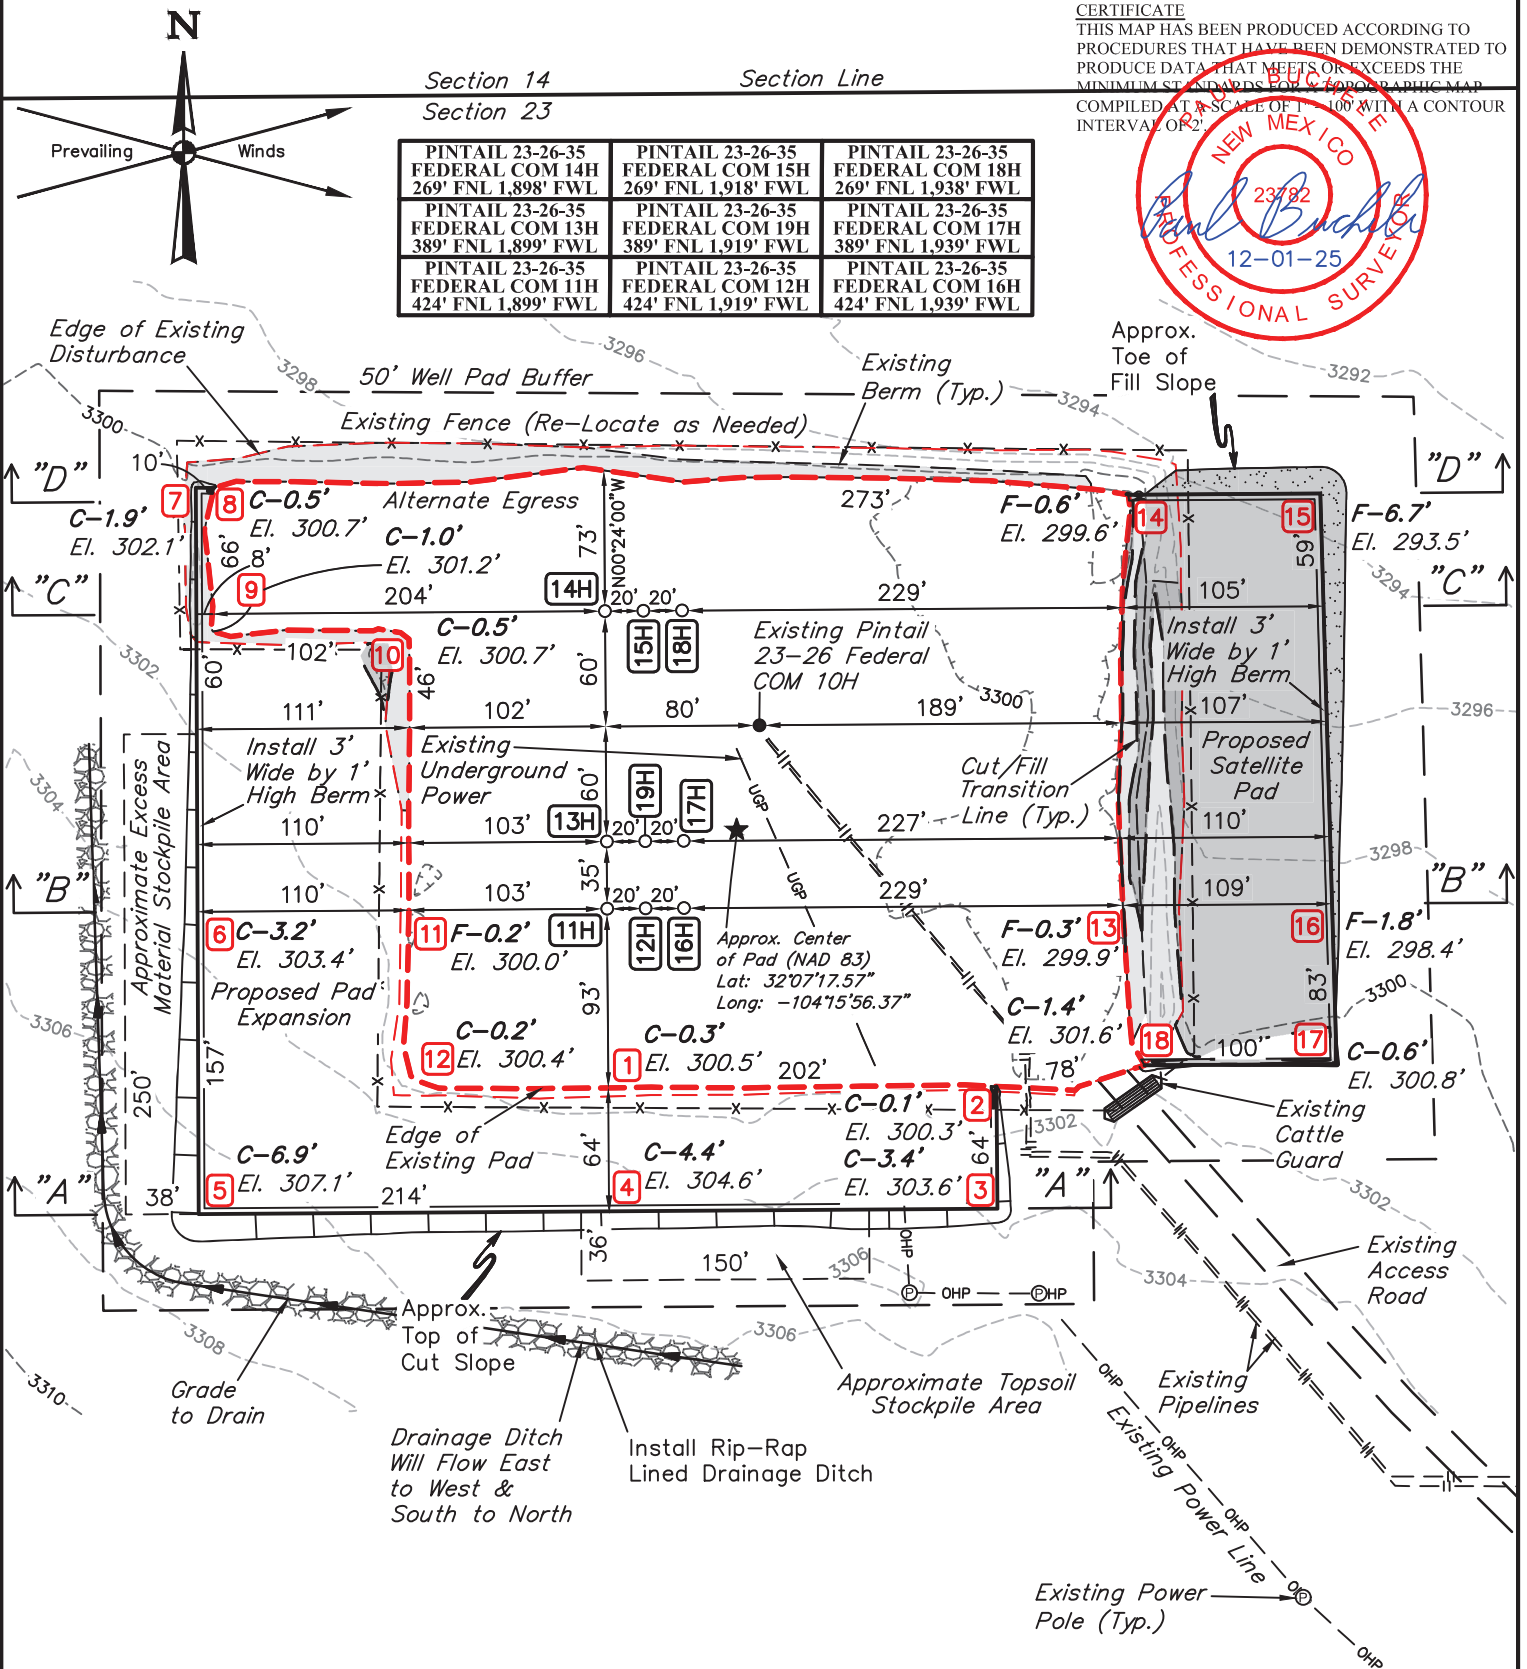 CERTIFICATE
THIS MAP HAS BEEN PRODUCED ACCORDING TO
PROCEDURES THAT HAVE BEEN DEMONSTRATED TO
PRODUCE DATA THAT MEETS OR EXCEEDS THE
MINIMUM STANDARDS FOR A TOPOGRAPHIC MAP
COMPILED AT A SCALE OF 1" = 100' WITH A CONTOUR
INTERVAL OF 2'.
PAUL BUCHELE
NEW MEXICO
23782
12-01-25
PROFESSIONAL SURVEYOR
N
Prevailing Winds
Section 14
Section Line
Section 23
PINTAIL 23-26-35
FEDERAL COM 14H
269' FNL 1,898' FWL
PINTAIL 23-26-35
FEDERAL COM 15H
269' FNL 1,918' FWL
PINTAIL 23-26-35
FEDERAL COM 18H
269' FNL 1,938' FWL
PINTAIL 23-26-35
FEDERAL COM 13H
389' FNL 1,899' FWL
PINTAIL 23-26-35
FEDERAL COM 19H
389' FNL 1,919' FWL
PINTAIL 23-26-35
FEDERAL COM 17H
389' FNL 1,939' FWL
PINTAIL 23-26-35
FEDERAL COM 11H
424' FNL 1,899' FWL
PINTAIL 23-26-35
FEDERAL COM 12H
424' FNL 1,919' FWL
PINTAIL 23-26-35
FEDERAL COM 16H
424' FNL 1,939' FWL
Edge of Existing
Disturbance
3298
3296
50' Well Pad Buffer
Existing
Berm (Typ.)
Approx.
Toe of
Fill Slope
3292
3294
3300
Existing Fence (Re-Locate as Needed)
10'
"D"
"D"
7
8
C-0.5'
El. 300.7'
Alternate Egress
C-1.9'
El. 302.1'
C-1.0'
El. 301.2'
66'
8'
9
73'
N00°24'00"W
273'
F-0.6'
El. 299.6'
14
15
59'
F-6.7'
El. 293.5'
3294
"C"
"C"
204'
14H
20'
20'
229'
105'
C-0.5'
El. 300.7'
15H
18H
Existing Pintail
23-26 Federal
COM 10H
Install 3'
Wide by 1'
High Berm
3302
60'
102'
10
46'
60'
3300
111'
102'
80'
189'
107'
3296
Install 3'
Wide by 1'
High Berm
Existing
Underground
Power
60'
19H
17H
UGP
Cut/Fill
Transition
Line (Typ.)
Proposed
Satellite
Pad
3304
Approximate Excess
Material Stockpile Area
110'
103'
13H
20'
20'
227'
110'
3298
35'
UGP
"B"
"B"
110'
103'
20'
20'
229'
109'
6
C-3.2'
El. 303.4'
11
F-0.2'
El. 300.0'
11H
12H
16H
Approx. Center
of Pad (NAD 83)
Lat: 32°07'17.57"
Long: -104°15'56.37"
F-0.3'
El. 299.9'
13
16
F-1.8'
El. 298.4'
Proposed Pad
Expansion
93'
83'
3300
3306
C-0.2'
El. 300.4'
12
C-0.3'
El. 300.5'
1
C-1.4'
El. 301.6'
18
17
100'
C-0.6'
El. 300.8'
157'
250'
202'
78'
2
C-0.1'
El. 300.3'
3302
Existing
Cattle
Guard
Edge of
Existing Pad
64'
64'
"A"
"A"
C-6.9'
El. 307.1'
5
C-4.4'
El. 304.6'
4
C-3.4'
El. 303.6'
3
3302
38'
214'
36'
150'
3306
OHP
OHP
OHP
P
P
3304
Existing
Access
Road
Approx.
Top of
Cut Slope
3306
3308
3310
Grade
to Drain
Approximate Topsoil
Stockpile Area
Existing
Pipelines
Drainage Ditch
Will Flow East
to West &
South to North
Install Rip-Rap
Lined Drainage Ditch
OHP
OHP
OHP
Existing Power Line
Existing Power
Pole (Typ.)
P
OHP